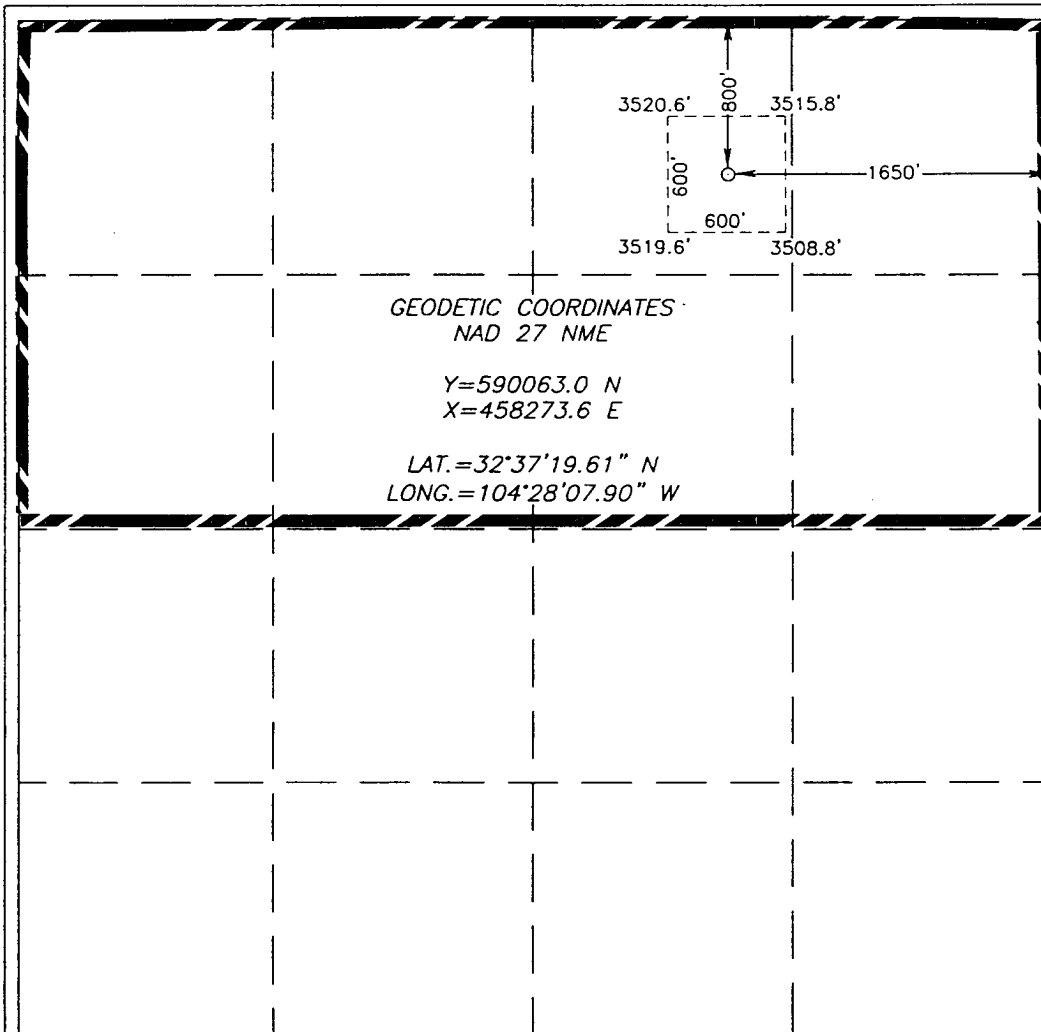 800'
3520.6' 3515.8'
1650'
600'
600'
3519.6' 3508.8'
GEODETIC COORDINATES
NAD 27 NME
Y=590063.0 N
X=458273.6 E
LAT.=32°37'19.61" N
LONG.=104°28'07.90" W